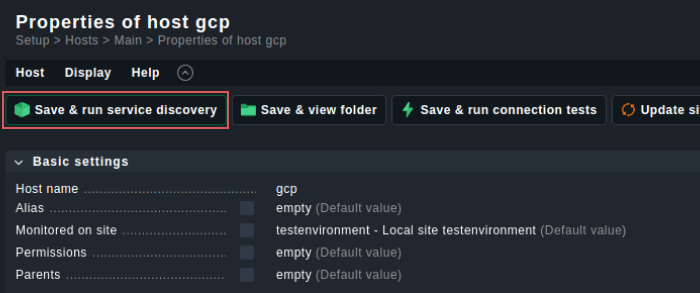 Properties of host gcp
Setup > Hosts > Main > Properties of host gcp
Host Display Help
Save & run service discovery Save & view folder Save & run connection tests Update si
Basic settings
Host name gcp
Alias empty (Default value)
Monitored on site testenvironment - Local site testenvironment (Default value)
Permissions empty (Default value)
Parents empty (Default value)